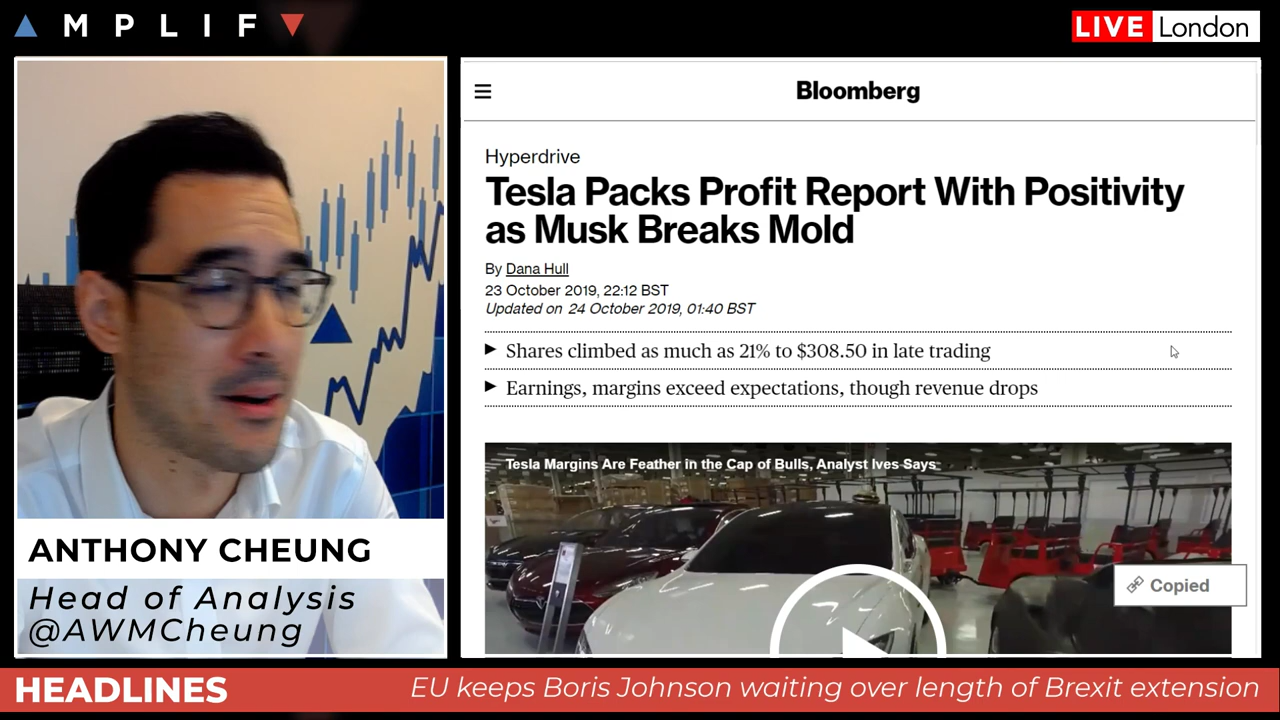 ▲ MPLIF ▼
LIVE London
Bloomberg
Hyperdrive
Tesla Packs Profit Report With Positivity
as Musk Breaks Mold
By Dana Hull
23 October 2019, 22:12 BST
Updated on 24 October 2019, 01:40 BST
Shares climbed as much as 21% to $308.50 in late trading
Earnings, margins exceed expectations, though revenue drops
Tesla Margins Are Feather in the Cap of Bulls, Analyst Ives Says
Copied
ANTHONY CHEUNG
Head of Analysis
@AWMCheung
HEADLINES
EU keeps Boris Johnson waiting over length of Brexit extension